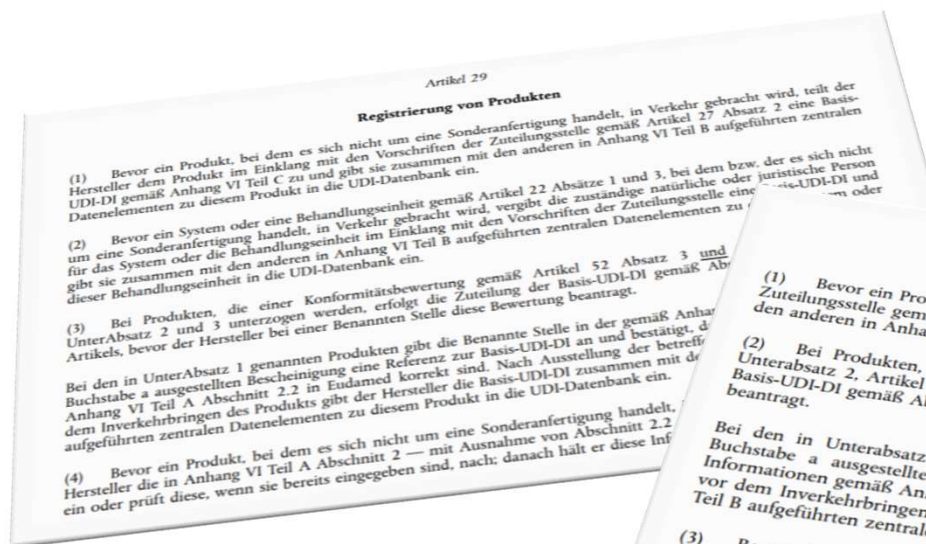 Artikel 29
Registrierung von Produkten
(1) Bevor ein Produkt, bei dem es sich nicht um eine Sonderanfertigung handelt, in Verkehr gebracht wird, teilt der
Hersteller dem Produkt im Einklang mit den Vorschriften der Zuteilungsstelle gemäß Artikel 27 Absatz 2 eine Basis-
UDI-DI gemäß Anhang VI Teil C zu und gibt sie zusammen mit den anderen in Anhang VI Teil B aufgeführten zentralen
Datenelementen zu diesem Produkt in die UDI-Datenbank ein.
(2) Bevor ein System oder eine Behandlungseinheit gemäß Artikel 22 Absätze 1 und 3, bei dem bzw. der es sich nicht
um eine Sonderanfertigung handelt, in Verkehr gebracht wird, vergibt die zuständige natürliche oder juristische Person
für das System oder die Behandlungseinheit im Einklang mit den Vorschriften der Zuteilungsstelle eine UDI-DI und
gibt sie zusammen mit den anderen in Anhang VI Teil B aufgeführten zentralen Datenelementen zu oder
dieser Behandlungseinheit in die UDI-Datenbank ein.
(3) Bei Produkten, die einer Konformitätsbewertung gemäß Artikel 52 Absatz 3 und
UnterAbsatz 2 und 3 unterzogen werden, erfolgt die Zuteilung der Basis-UDI-DI gemäß
Artikels, bevor der Hersteller bei einer Benannten Stelle diese Bewertung beantragt.
Bei den in UnterAbsatz 1 genannten Produkten gibt die Benannte Stelle in der gemäß
Buchstabe a ausgestellten Bescheinigung eine Referenz zur Basis-UDI-DI an und bestätigt,
Anhang VI Teil A Abschnitt 2.2 in Eudamed korrekt sind. Nach Ausstellung der
dem Inverkehrbringen des Produkts gibt der Hersteller die Basis-UDI-DI zusammen mit
aufgeführten zentralen Datenelementen zu diesem Produkt in die UDI-Datenbank ein.
(4) Bevor ein Produkt, bei dem es sich nicht um eine Sonderanfertigung handelt,
Hersteller die in Anhang VI Teil A Abschnitt 2 — mit Ausnahme von Abschnitt 2.2
ein oder prüft diese, wenn sie bereits eingegeben sind, nach; danach hält er diese
(1) Bevor ein
Zuteilungsstelle
den anderen in
(2) Bei Produkten,
Unterabsatz 2, Artikel
Basis-UDI-DI gemäß
beantragt.
Bei den in
Buchstabe a
Informationen gemäß
vor dem Inverkehrbringen
Teil B aufgeführten
(3)